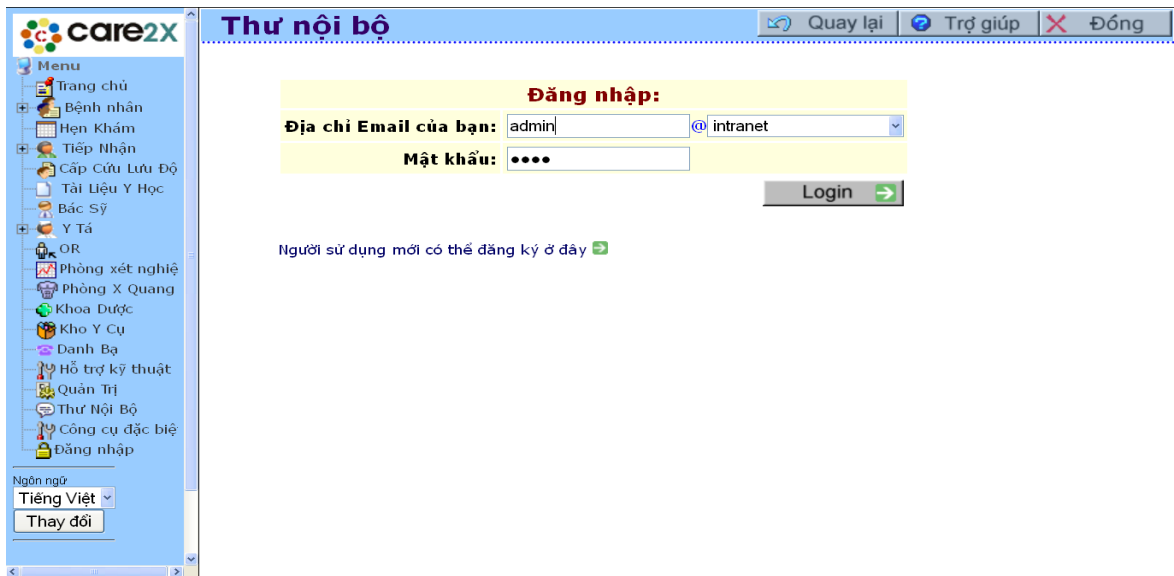 care2x
Thư nội bộ
Quay lại
Trợ giúp
Đóng
Menu
Trang chủ
Bệnh nhân
Hẹn Khám
Tiếp Nhận
Cấp Cứu Lưu Độ
Tài Liệu Y Học
Bác Sỹ
Y Tá
OR
Phòng xét nghiệ
Phòng X Quang
Khoa Dược
Kho Y Cụ
Danh Bạ
Hỗ trợ kỹ thuật
Quản Trị
Thư Nội Bộ
Công cụ đặc biệ
Đăng nhập
Ngôn ngữ
Tiếng Việt
Thay đổi
Đăng nhập:
Địa chỉ Email của bạn: admin @ intranet
Mật khẩu: ••••
Login
Người sử dụng mới có thể đăng ký ở đây